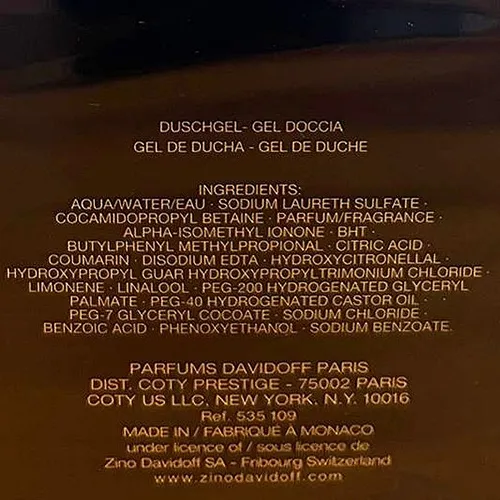 DUSCHGEL- GEL DOCCIA
GEL DE DUCHA - GEL DE DUCHE
INGREDIENTS:
AQUA/WATER/EAU · SODIUM LAURETH SULFATE ·
COCAMIDOPROPYL BETAINE · PARFUM/FRAGRANCE ·
ALPHA-ISOMETHYL IONONE · BHT ·
BUTYLPHENYL METHYLPROPIONAL · CITRIC ACID ·
COUMARIN · DISODIUM EDTA · HYDROXYCITRONELLAL ·
HYDROXYPROPYL GUAR HYDROXYPROPYLTRIMONIUM CHLORIDE ·
LIMONENE · LINALOOL · PEG-200 HYDROGENATED GLYCERYL
PALMATE · PEG-40 HYDROGENATED CASTOR OIL ·
PEG-7 GLYCERYL COCOATE · SODIUM CHLORIDE ·
BENZOIC ACID · PHENOXYETHANOL · SODIUM BENZOATE.
PARFUMS DAVIDOFF PARIS
DIST. COTY PRESTIGE - 75002 PARIS
COTY US LLC, NEW YORK, N.Y. 10016
Ref. 535 109
MADE IN / FABRIQUÉ À MONACO
under licence of / sous licence de
Zino Davidoff SA - Fribourg Switzerland
www.zinodavidoff.com